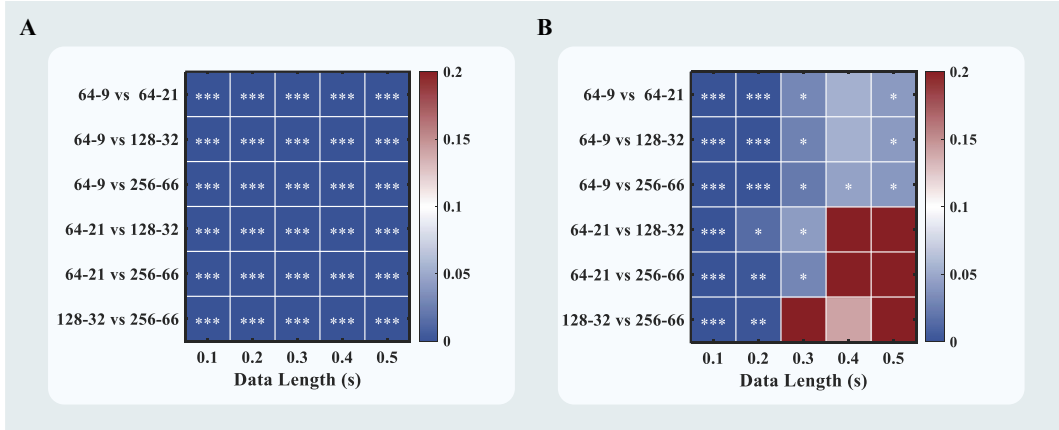 A
64-9 vs 64-21 *** *** *** *** ***
64-9 vs 128-32 *** *** *** *** ***
64-9 vs 256-66 *** *** *** *** ***
64-21 vs 128-32 *** *** *** *** ***
64-21 vs 256-66 *** *** *** *** ***
128-32 vs 256-66 *** *** *** *** ***
0.1 0.2 0.3 0.4 0.5
Data Length (s)
0.2
0.15
0.1
0.05
0
B
64-9 vs 64-21 *** *** * *
64-9 vs 128-32 *** *** * *
64-9 vs 256-66 *** *** * * *
64-21 vs 128-32 *** * *
64-21 vs 256-66 *** ** *
128-32 vs 256-66 *** **
0.1 0.2 0.3 0.4 0.5
Data Length (s)
0.2
0.15
0.1
0.05
0